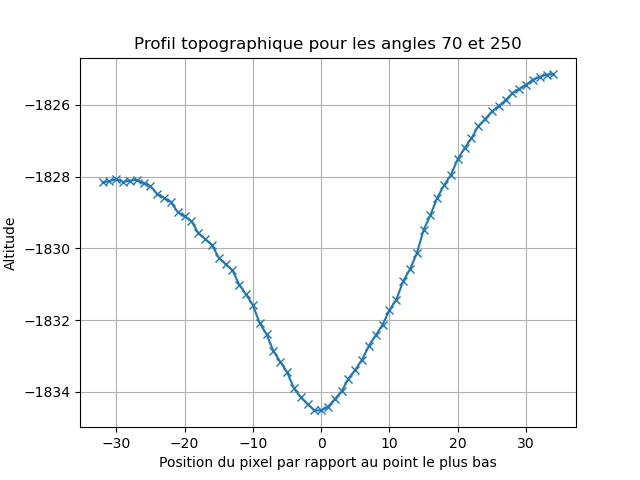 Profil topographique pour les angles 70 et 250
−1826
−1828
−1830
−1832
−1834
Altitude
−30 −20 −10 0 10 20 30
Position du pixel par rapport au point le plus bas